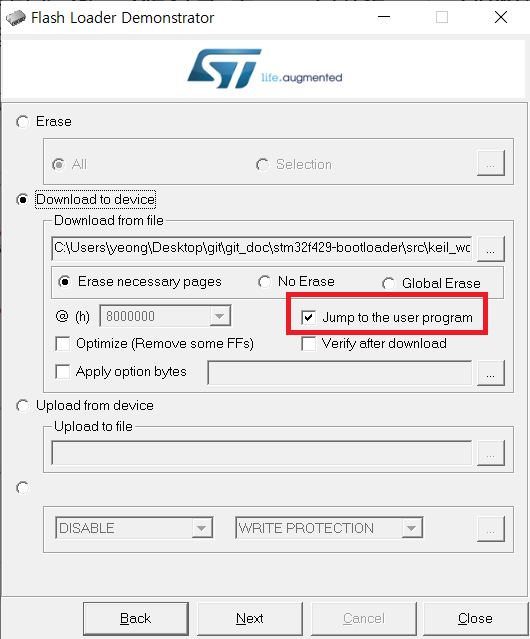 Flash Loader Demonstrator
ST life.augmented
Erase
All Selection ...
Download to device
Download from file
C:\Users\yeong\Desktop\git\git_doc\stm32f429-bootloader\src\keil_wo ...
Erase necessary pages No Erase Global Erase
@ (h) 8000000 Jump to the user program
Optimize (Remove some FFs) Verify after download
Apply option bytes ...
Upload from device
Upload to file
...
DISABLE WRITE PROTECTION ...
Back Next Cancel Close